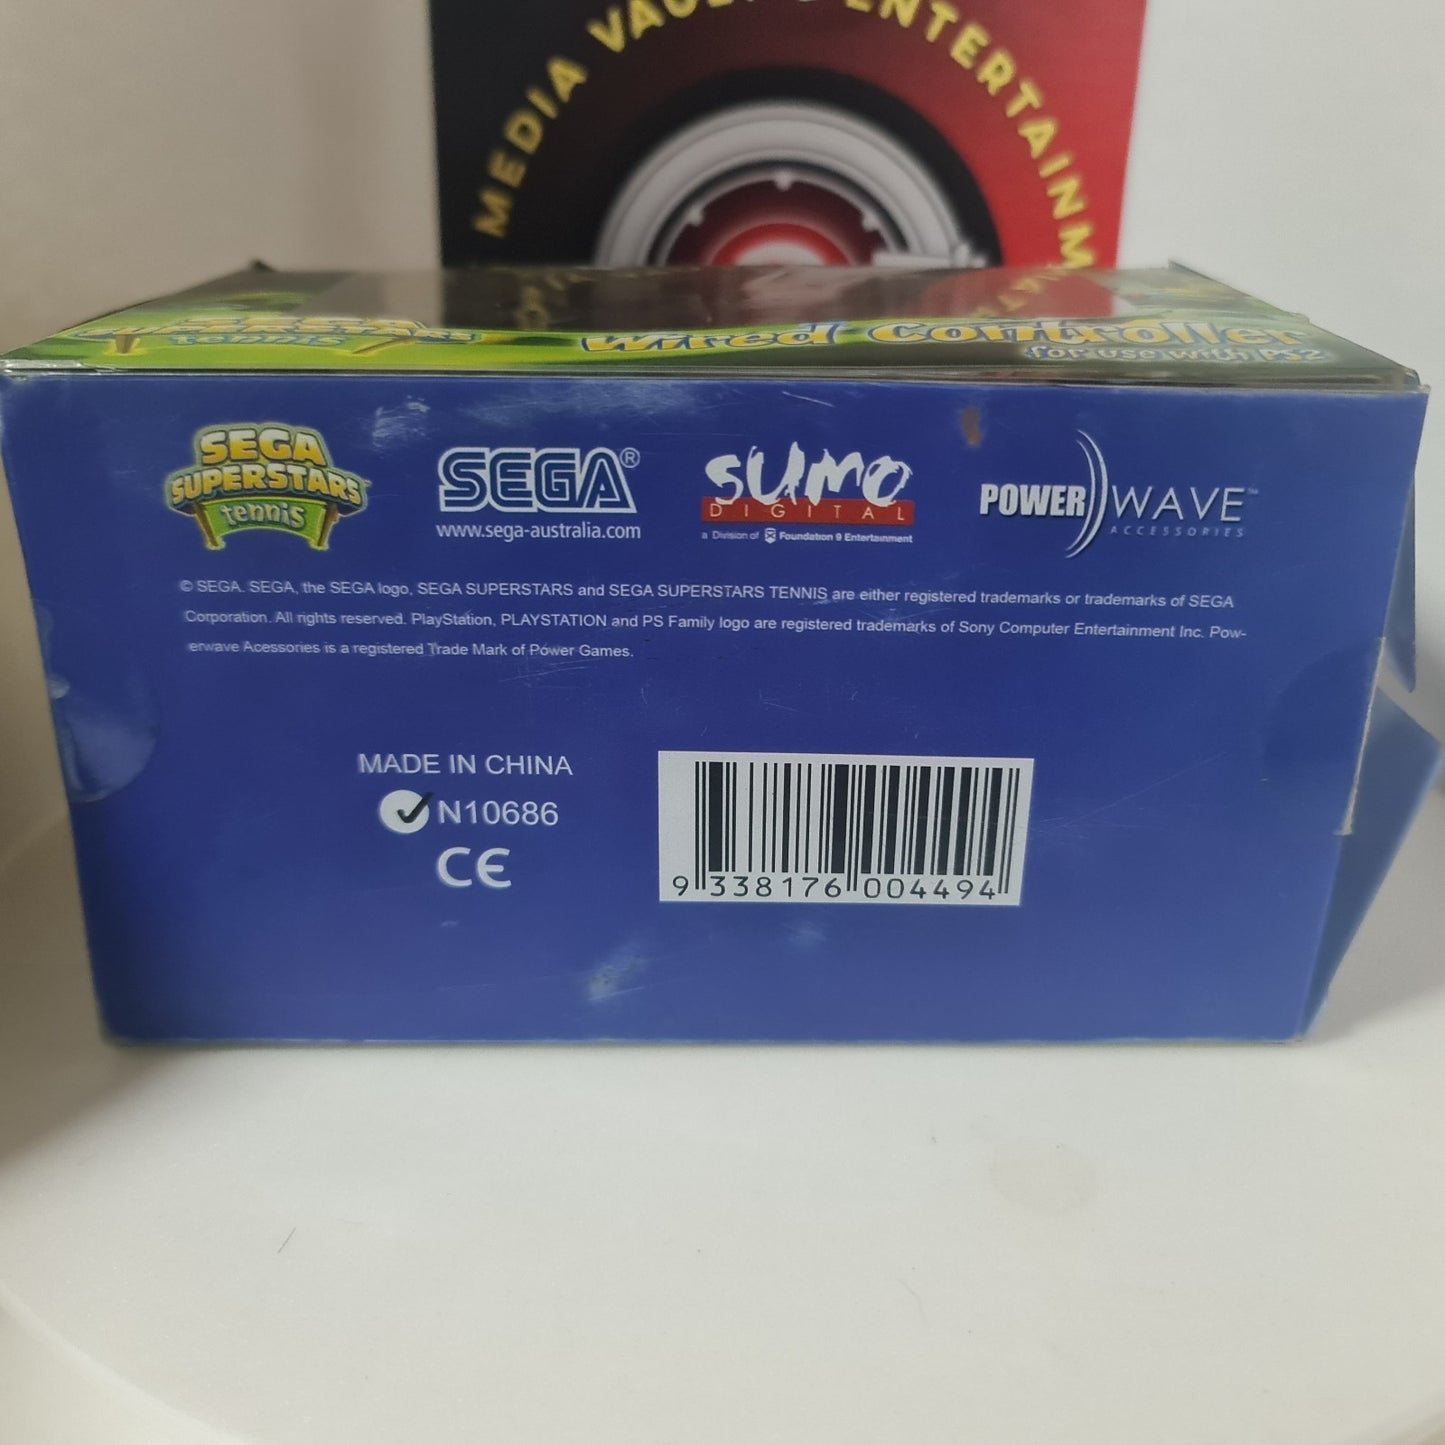 MEDIA VAULT ENTERTAINM
SEGA
SUPERSTARS
tennis
Wired Controller
for use with PS2
SEGA
SUPERSTARS
tennis
SEGA®
www.sega-australia.com
sumo
DIGITAL
a Division of Foundation 9 Entertainment
POWER WAVE™
ACCESSORIES
© SEGA. SEGA, the SEGA logo, SEGA SUPERSTARS and SEGA SUPERSTARS TENNIS are either registered trademarks or trademarks of SEGA
Corporation. All rights reserved. PlayStation, PLAYSTATION and PS Family logo are registered trademarks of Sony Computer Entertainment Inc. Pow-
erwave Acessories is a registered Trade Mark of Power Games.
MADE IN CHINA
N10686
CE
9 338176 004494